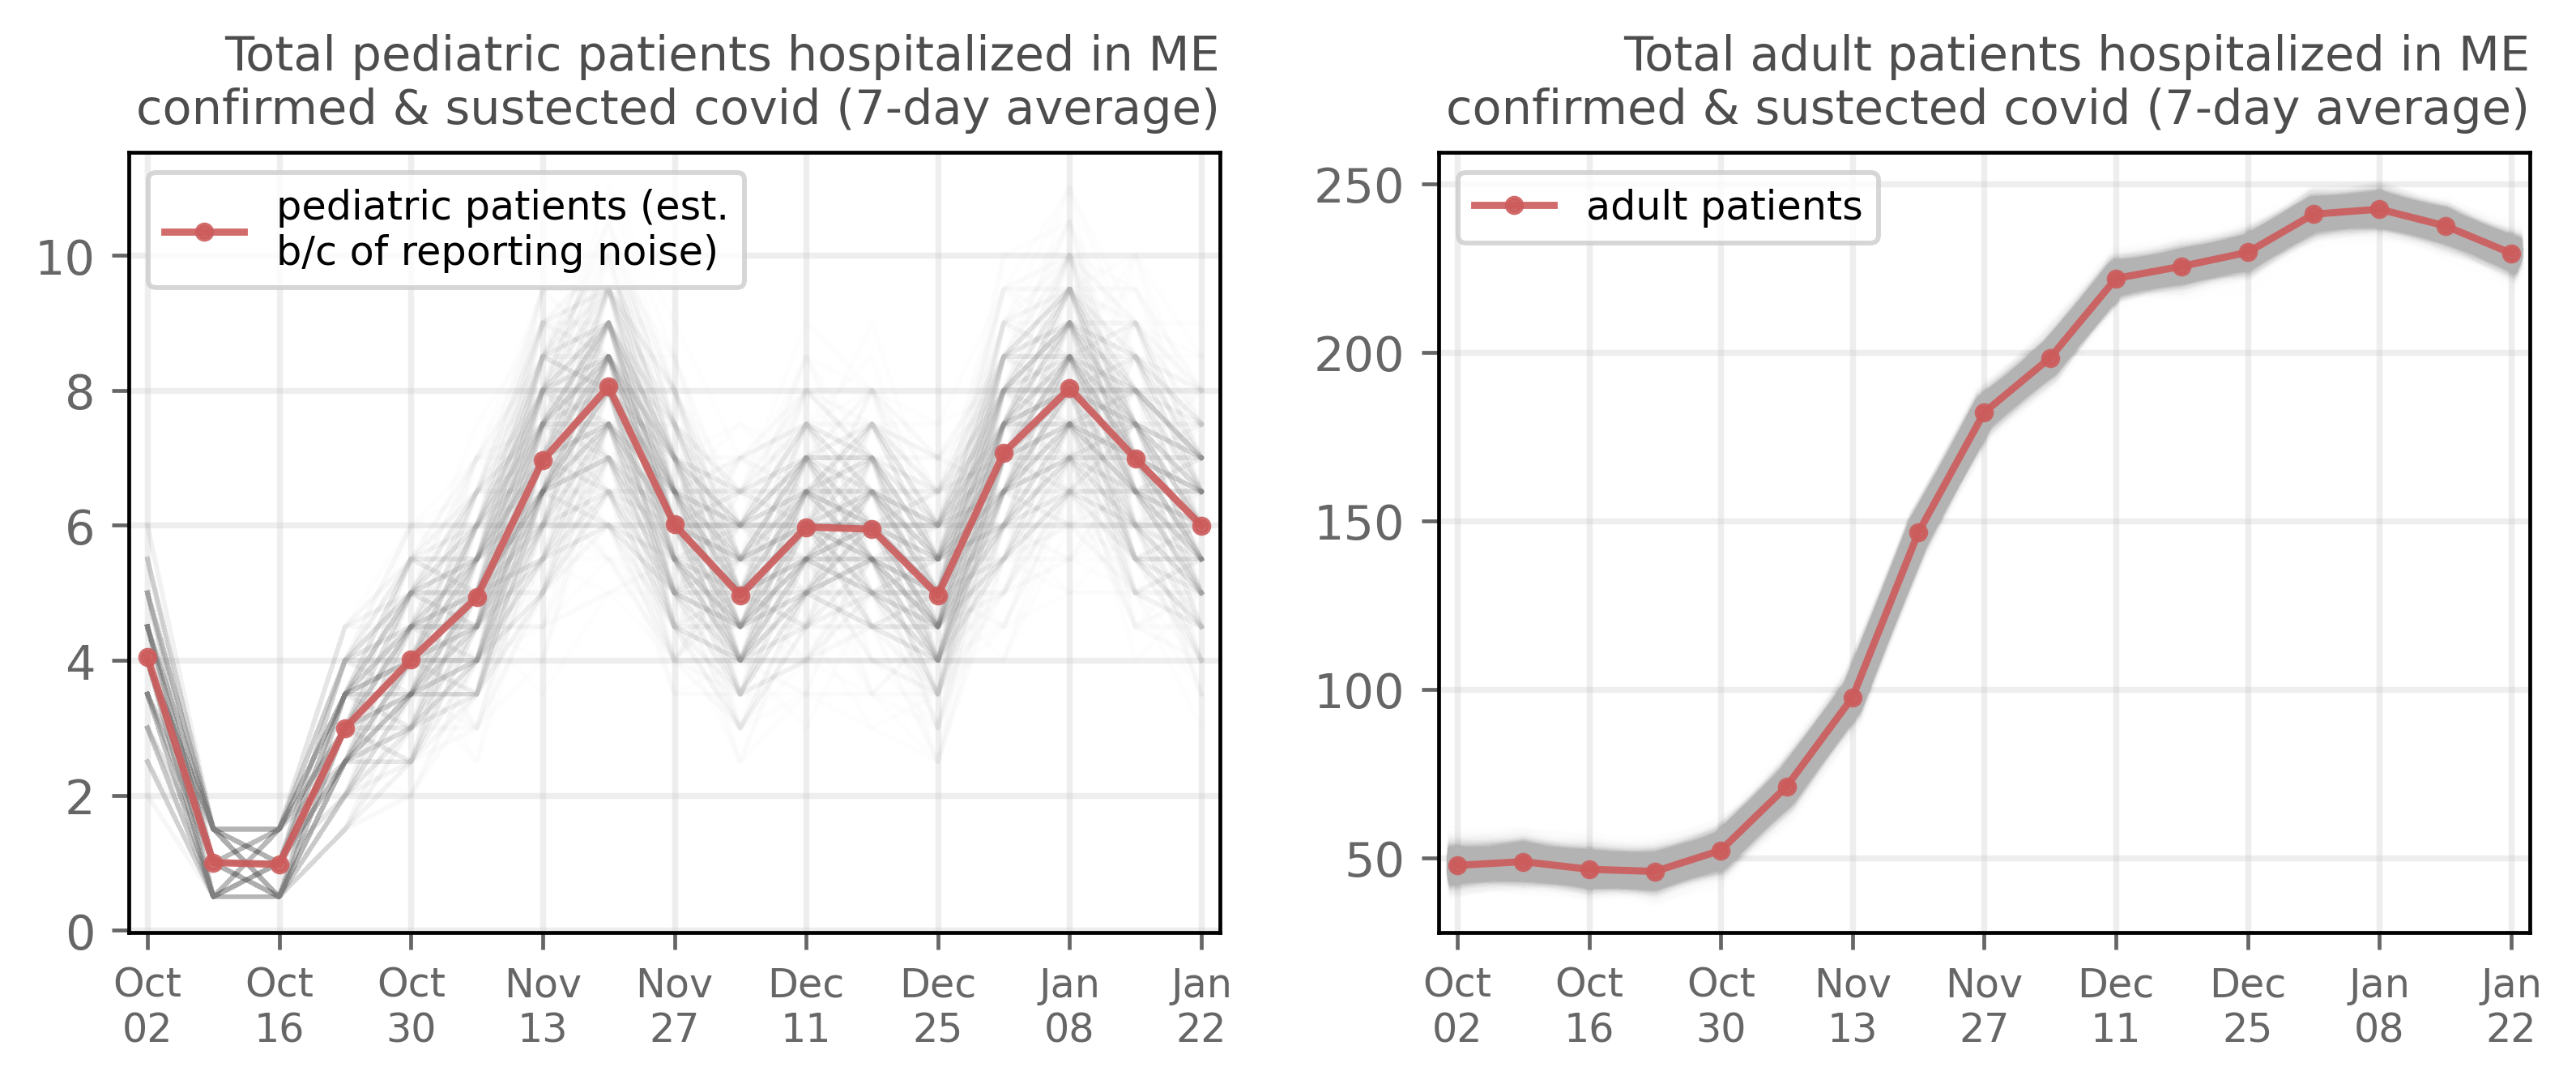 Total pediatric patients hospitalized in ME
confirmed & sustected covid (7-day average)
pediatric patients (est.
b/c of reporting noise)
10
8
6
4
2
0
Oct 02
Oct 16
Oct 30
Nov 13
Nov 27
Dec 11
Dec 25
Jan 08
Jan 22
Total adult patients hospitalized in ME
confirmed & sustected covid (7-day average)
adult patients
250
200
150
100
50
Oct 02
Oct 16
Oct 30
Nov 13
Nov 27
Dec 11
Dec 25
Jan 08
Jan 22